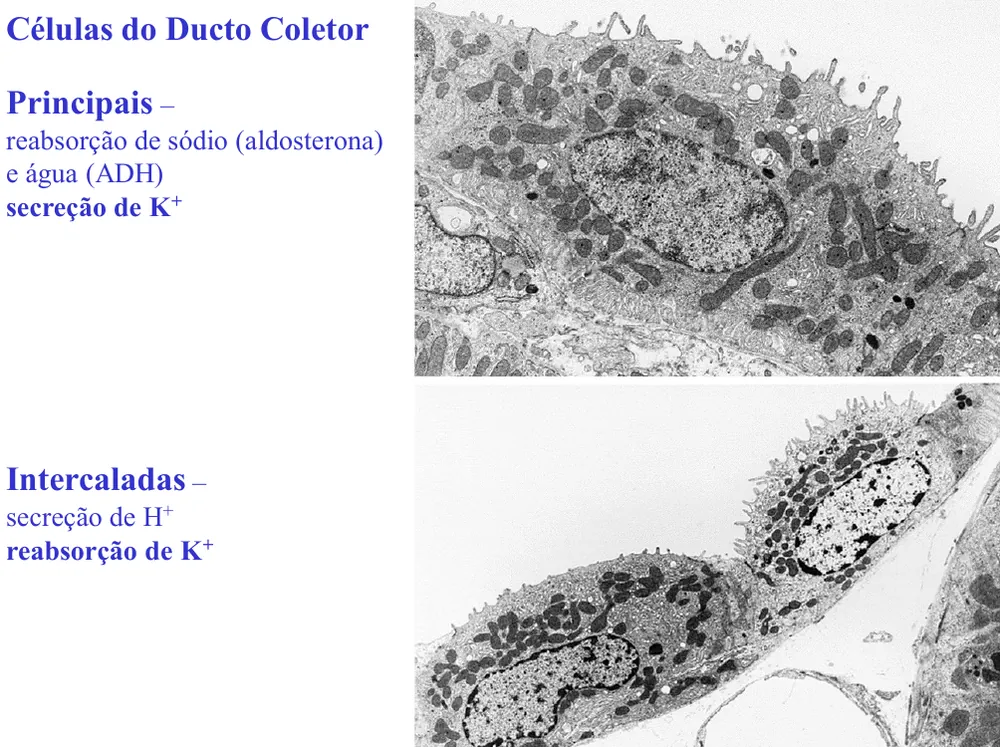 Células do Ducto Coletor
Principais –
reabsorção de sódio (aldosterona)
e água (ADH)
secreção de K⁺
Intercaladas –
secreção de H⁺
reabsorção de K⁺